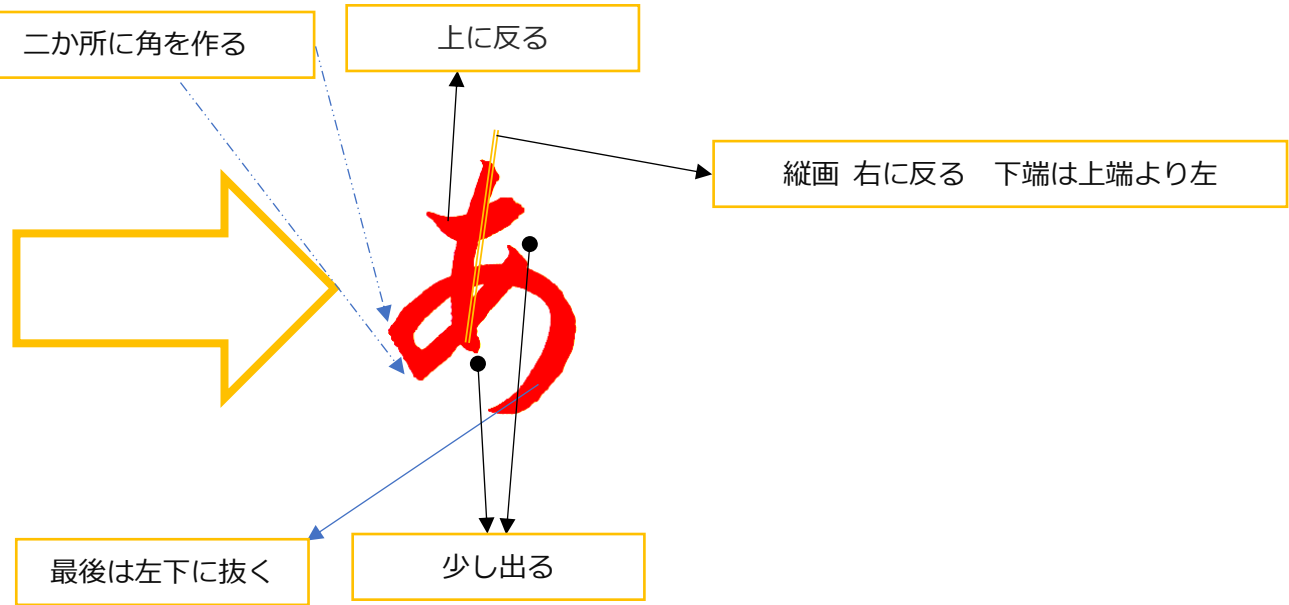 二か所に角を作る
上に反る
縦画 右に反る　下端は上端より左
あ
最後は左下に抜く
少し出る